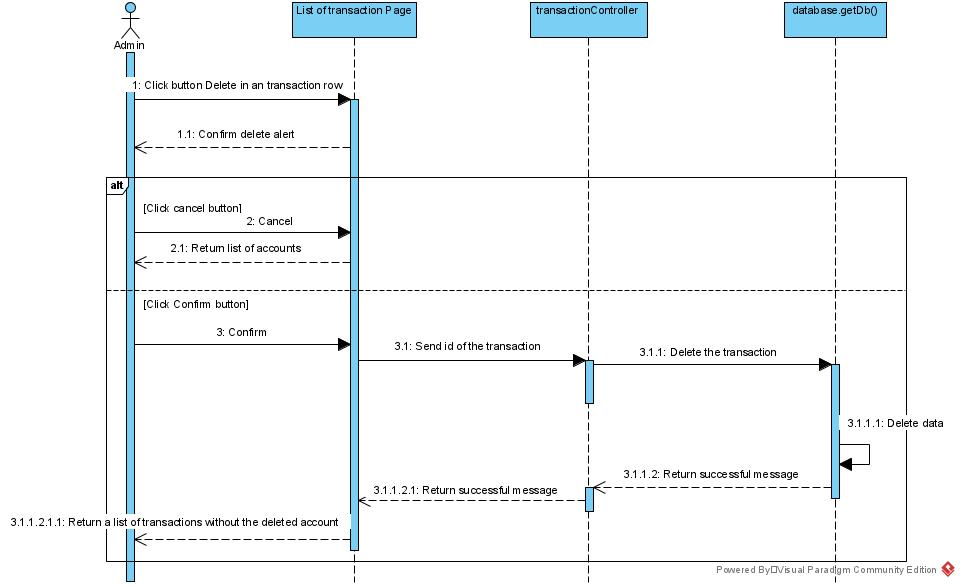 List of transaction Page
transactionController
database.getDb()
Admin
1: Click button Delete in an transaction row
1.1: Confirm delete alert
alt
[Click cancel button]
2: Cancel
2.1: Return list of accounts
[Click Confirm button]
3: Confirm
3.1: Send id of the transaction
3.1.1: Delete the transaction
3.1.1.1: Delete data
3.1.1.2: Return successful message
3.1.1.2.1: Return successful message
3.1.1.2.1.1: Return a list of transactions without the deleted account
Powered By Visual Paradigm Community Edition